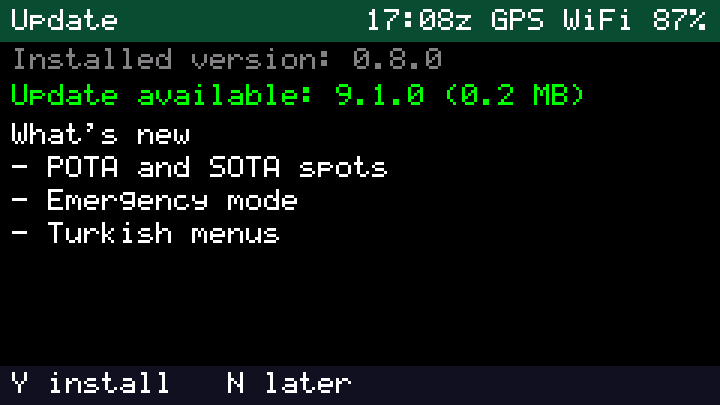 Update 17:08z GPS WiFi 87%
Installed version: 0.8.0
Update available: 9.1.0 (0.2 MB)
What's new
- POTA and SOTA spots
- Emergency mode
- Turkish menus
Y install N later